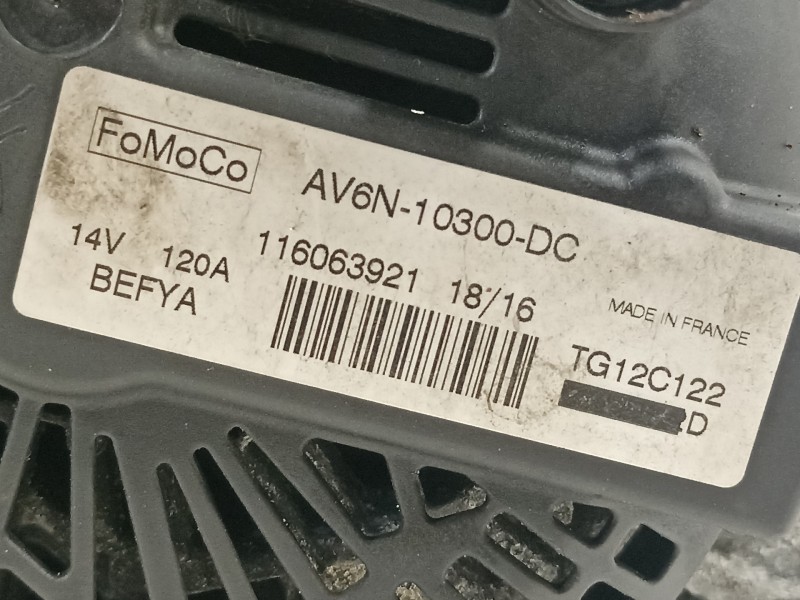 FoMoCo
AV6N-10300-DC
14V 120A 116063921 18/16
BEFYA
MADE IN FRANCE
TG12C122
D